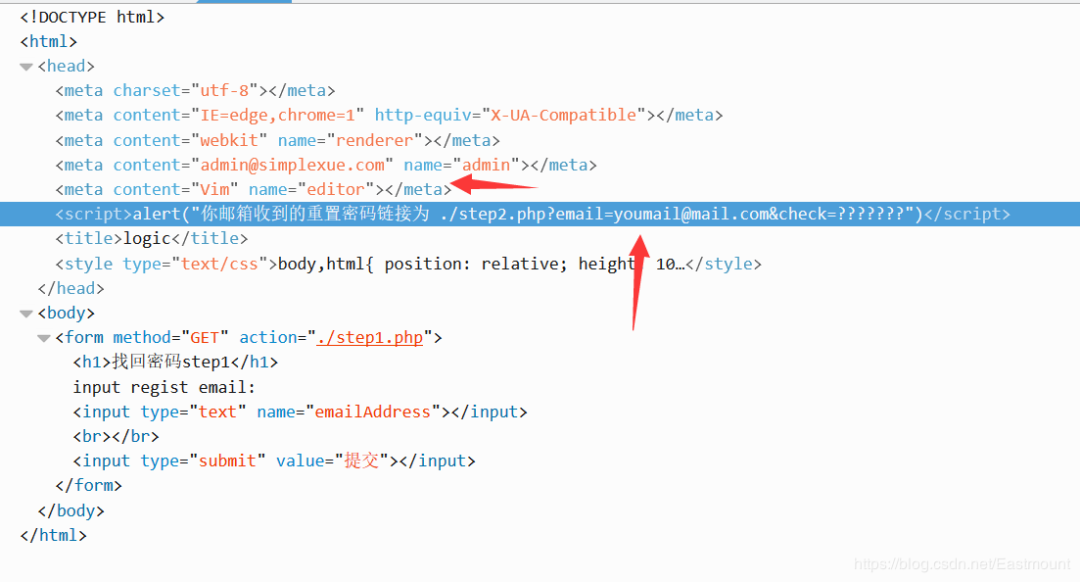 <!DOCTYPE html>
<html>
<head>
<meta charset="utf-8"></meta>
<meta content="IE=edge,chrome=1" http-equiv="X-UA-Compatible"></meta>
<meta content="webkit" name="renderer"></meta>
<meta content="admin@simplexue.com" name="admin"></meta>
<meta content="Vim" name="editor"></meta>
<script>alert("你邮箱收到的重置密码链接为 ./step2.php?email=youmail@mail.com&check=???????")</script>
<title>logic</title>
<style type="text/css">body,html{ position: relative; height: 10…</style>
</head>
<body>
<form method="GET" action="./step1.php">
<h1>找回密码step1</h1>
input regist email:
<input type="text" name="emailAddress"></input>
<br></br>
<input type="submit" value="提交"></input>
</form>
</body>
</html>
https://blog.csdn.net/Eastmount